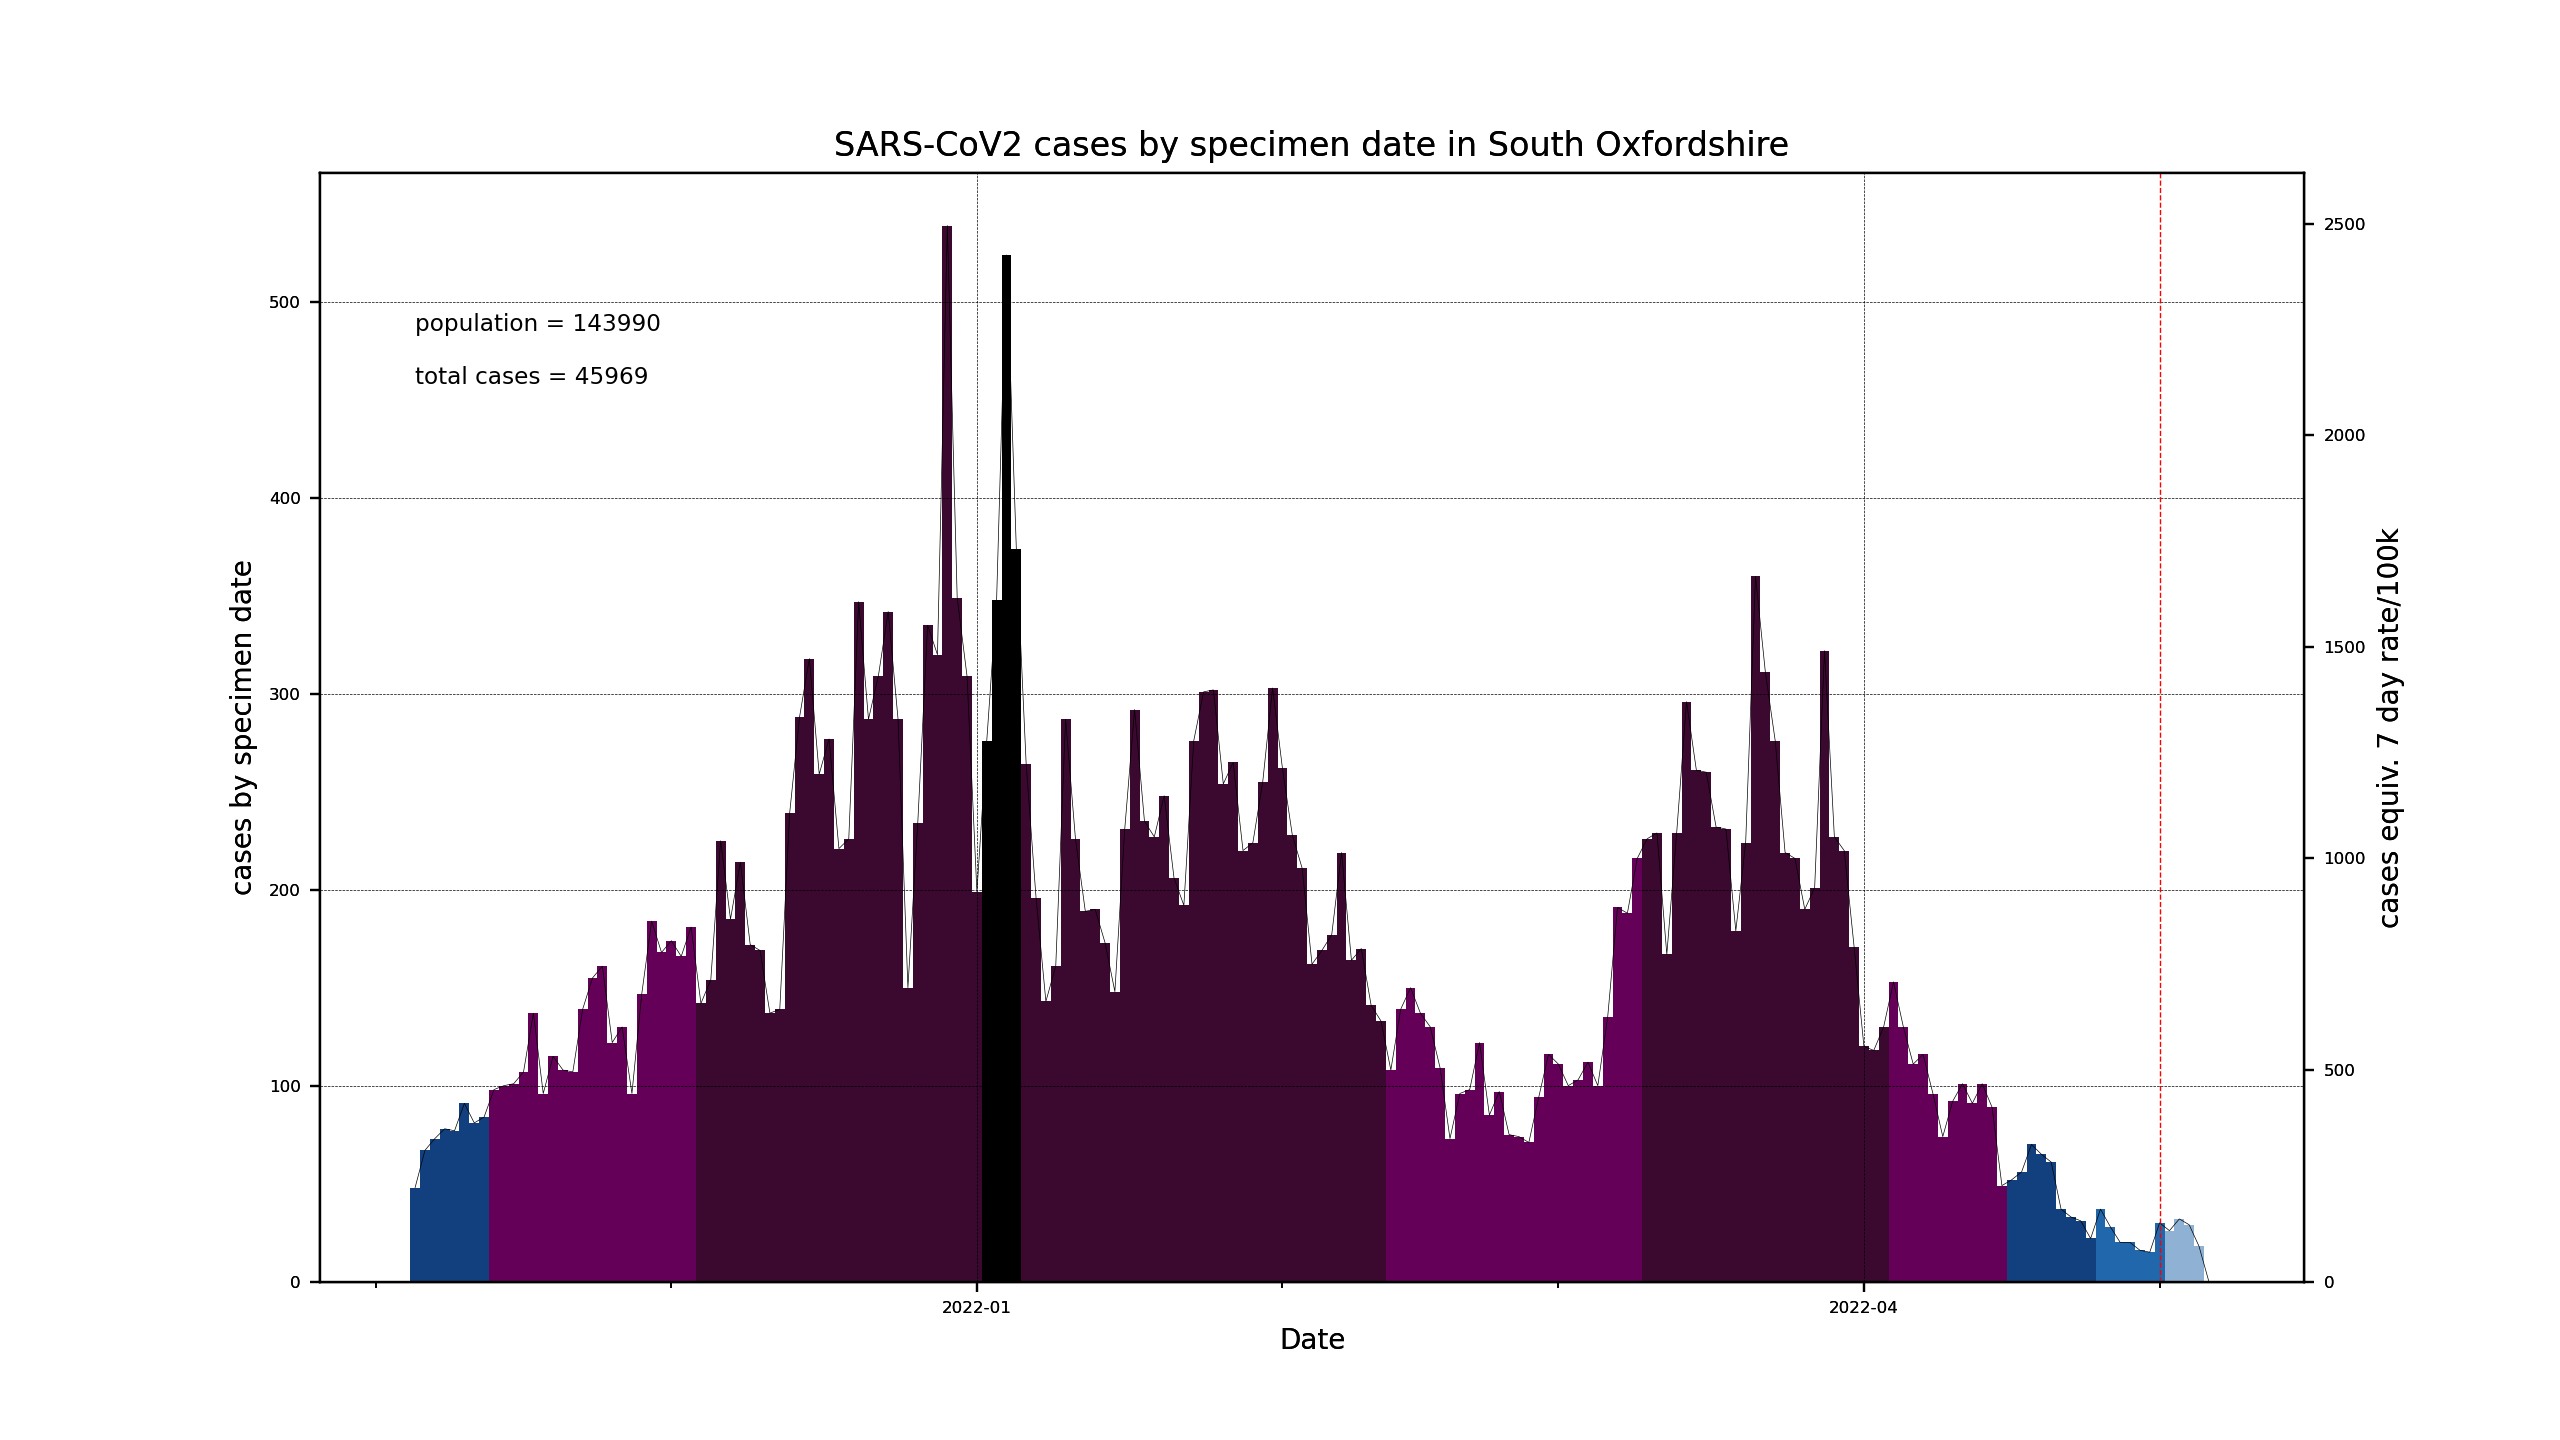 SARS-CoV2 cases by specimen date in South Oxfordshire
population = 143990
total cases = 45969
cases by specimen date
500
400
300
200
100
0
2500
2000
1500
1000
500
0
cases equiv. 7 day rate/100k
2022-01
2022-04
Date